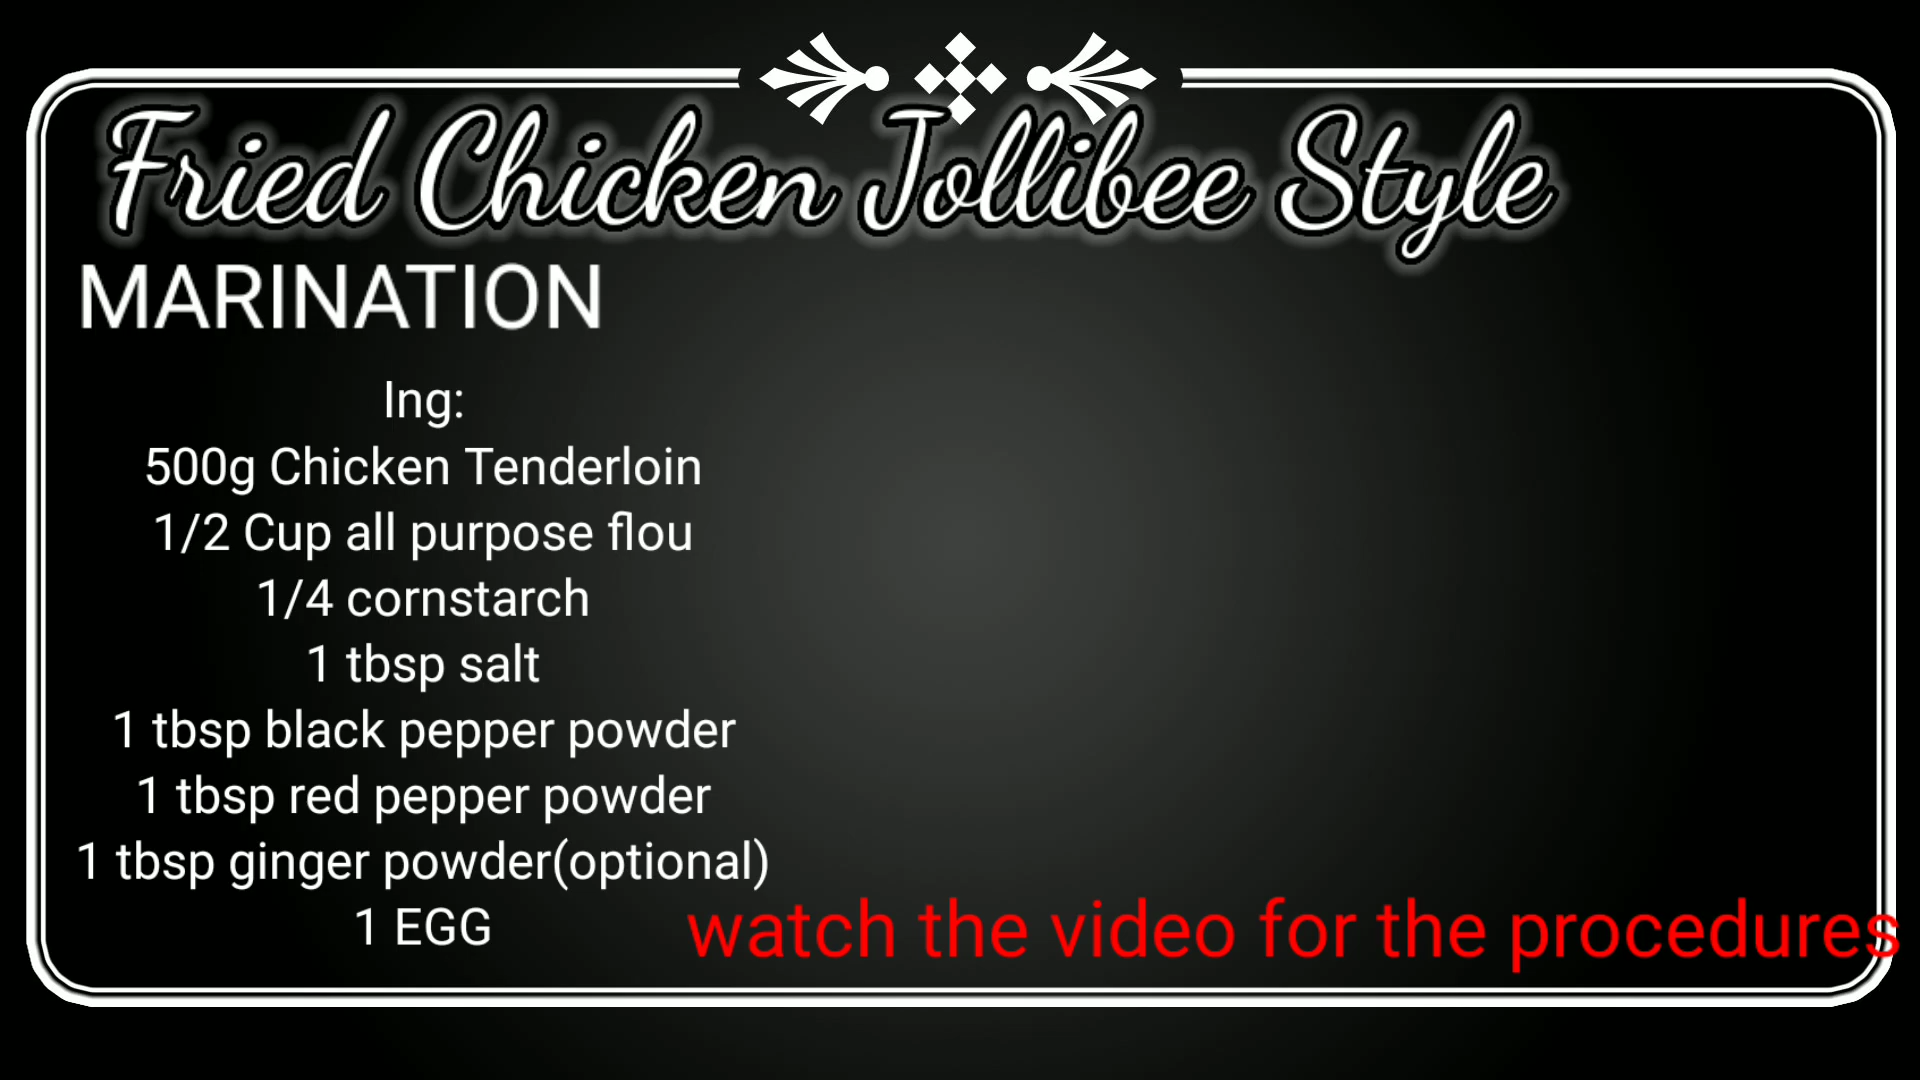 Fried Chicken Jollibee Style
MARINATION
Ing:
500g Chicken Tenderloin
1/2 Cup all purpose flou
1/4 cornstarch
1 tbsp salt
1 tbsp black pepper powder
1 tbsp red pepper powder
1 tbsp ginger powder(optional)
1 EGG
watch the video for the procedures